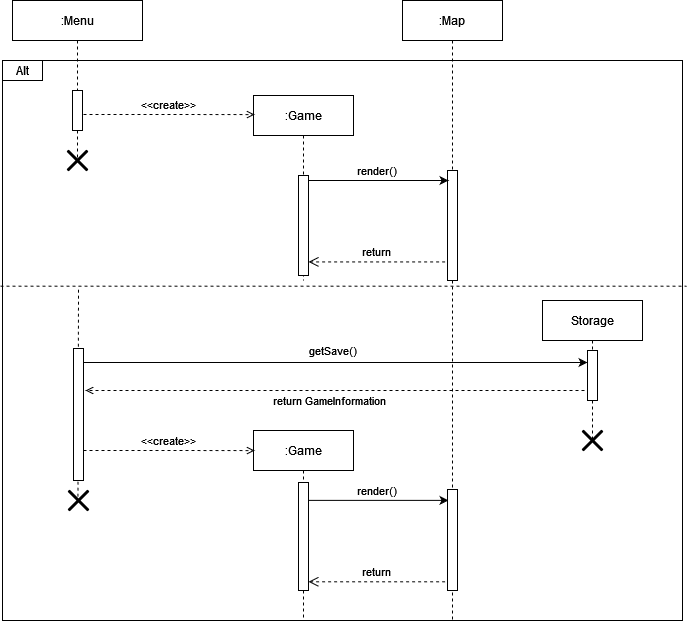 :Menu
:Map
Alt
<<create>>
:Game
render()
return
Storage
getSave()
return GameInformation
<<create>>
:Game
render()
return